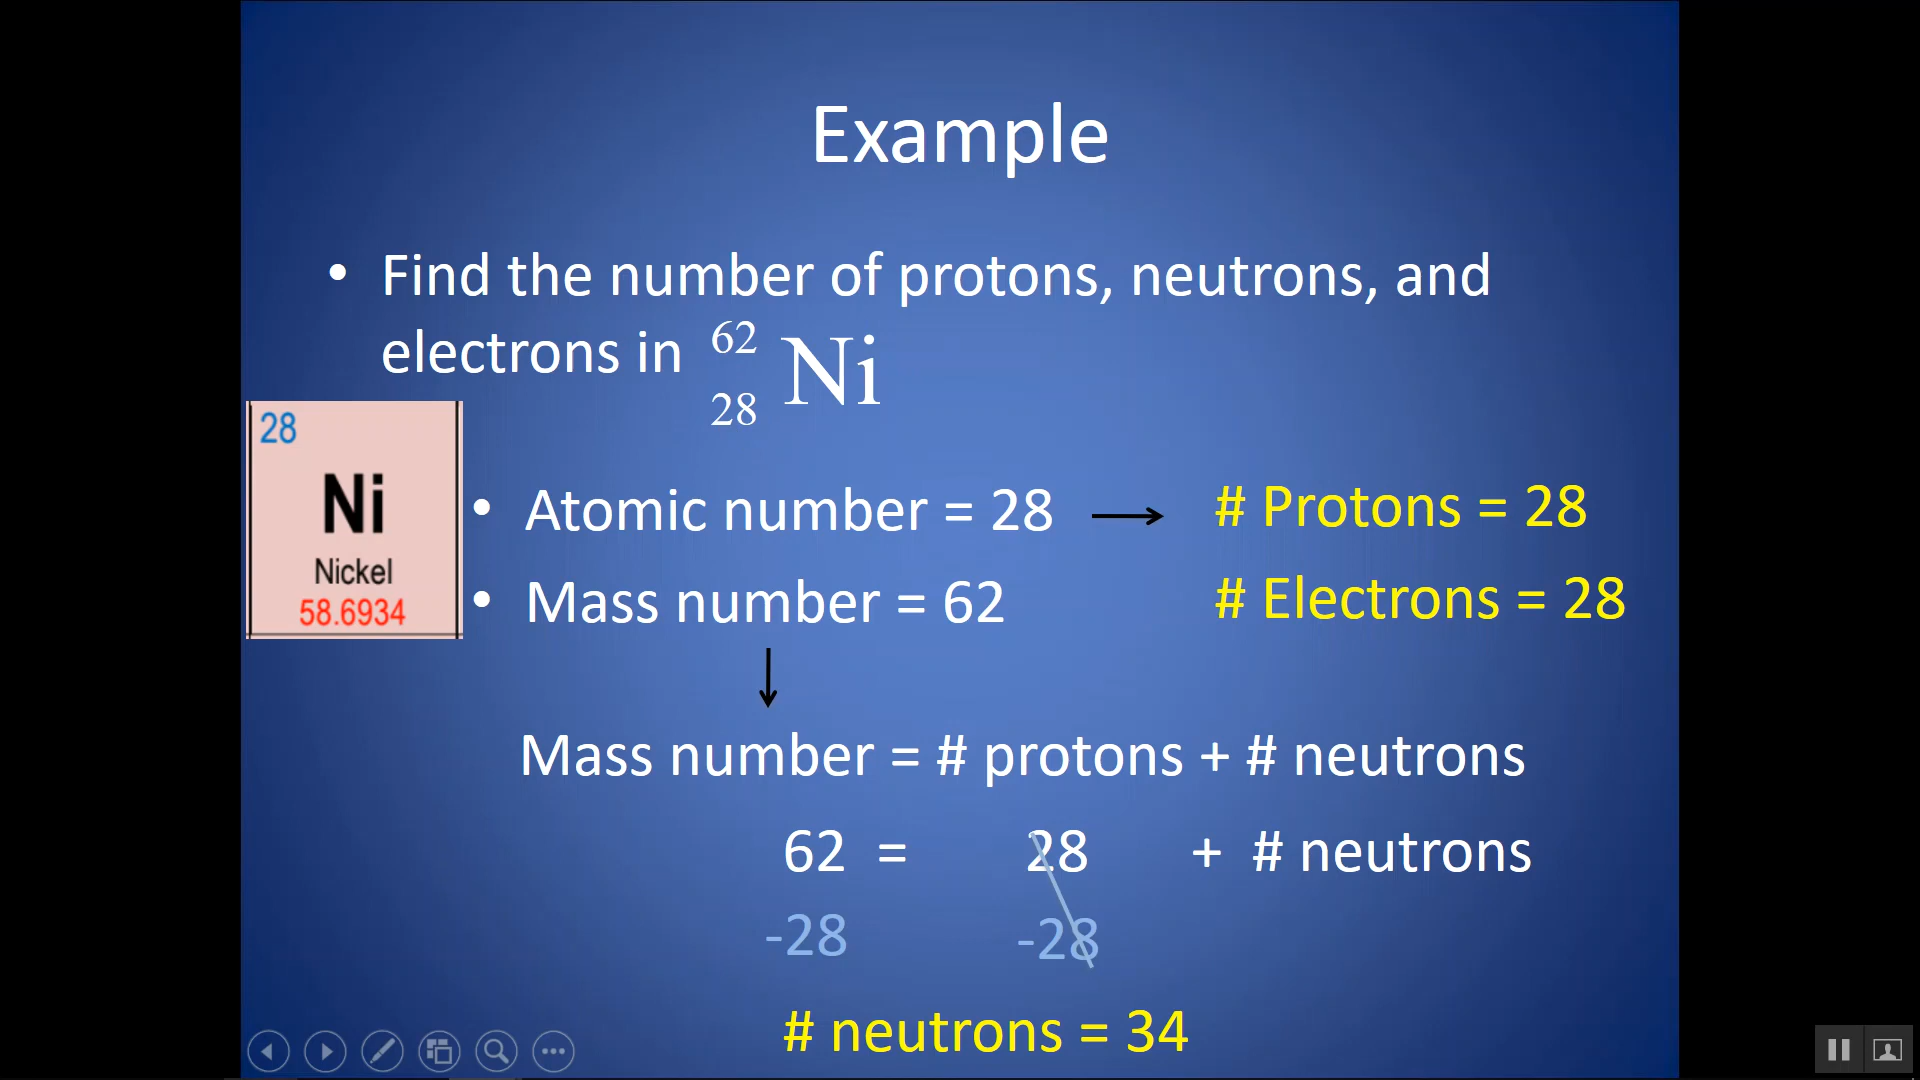 Example
• Find the number of protons, neutrons, and
electrons in 62 28 Ni
28
Ni
Nickel
58.6934
• Atomic number = 28 → # Protons = 28
• Mass number = 62 # Electrons = 28
↓
Mass number = # protons + # neutrons
62 = 28 + # neutrons
-28 -28
# neutrons = 34